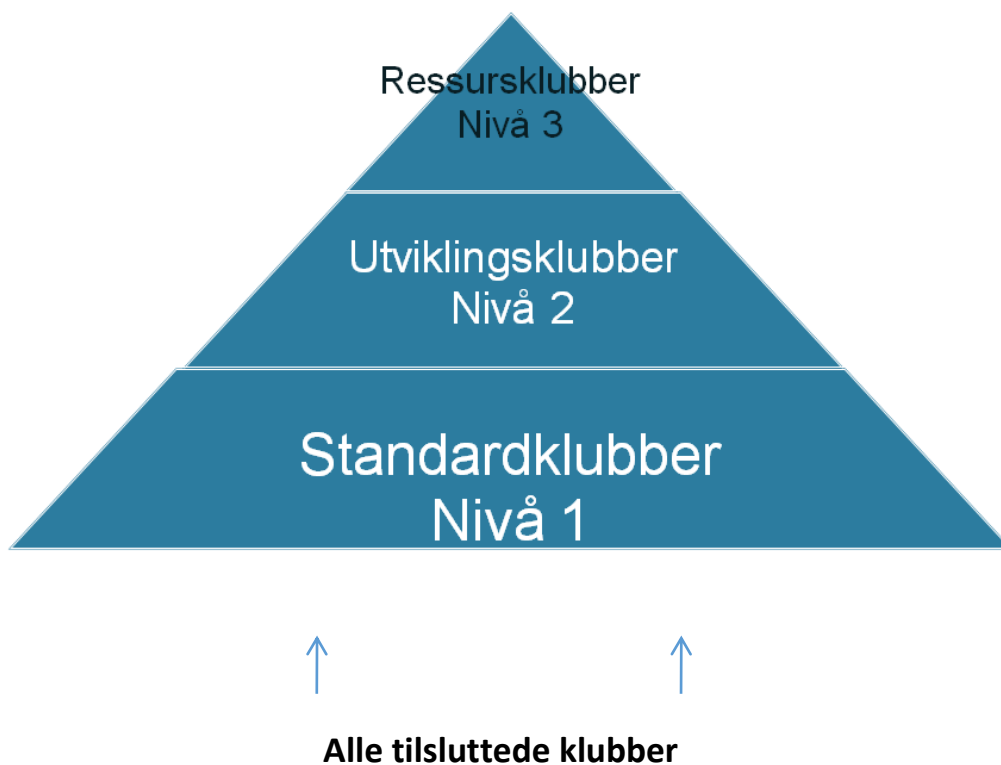 Ressursklubber
Nivå 3
Utviklingsklubber
Nivå 2
Standardklubber
Nivå 1
Alle tilsluttede klubber